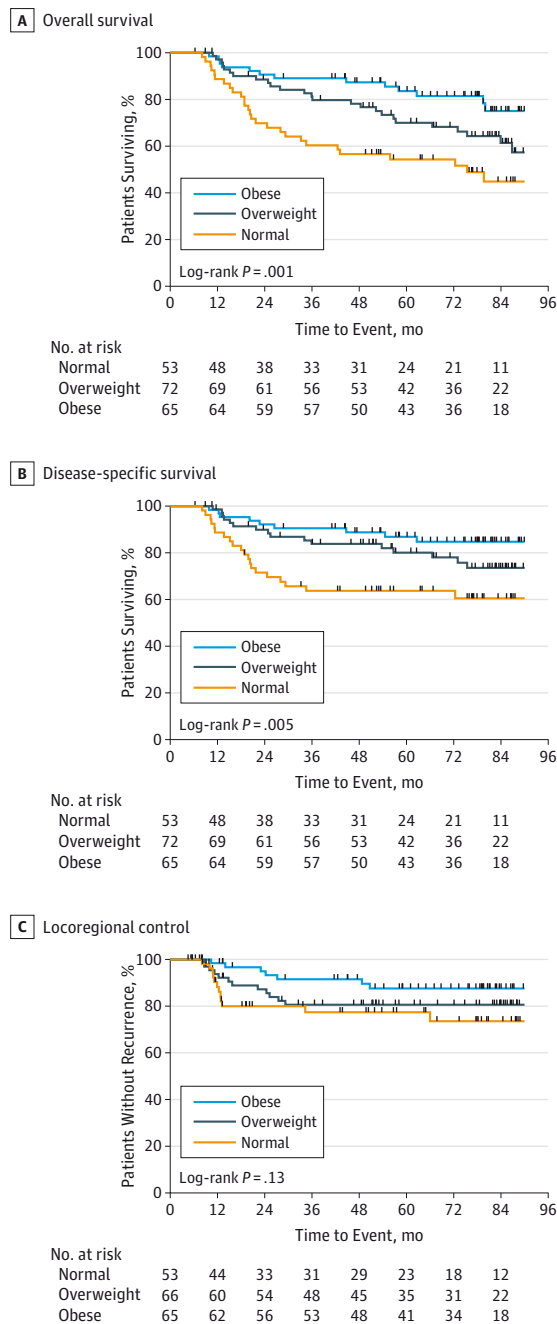 A Overall survival
100
80
60
40
20
0
Patients Surviving, %
Obese
Overweight
Normal
Log-rank P = .001
0 12 24 36 48 60 72 84 96
Time to Event, mo
No. at risk
Normal 53 48 38 33 31 24 21 11
Overweight 72 69 61 56 53 42 36 22
Obese 65 64 59 57 50 43 36 18
B Disease-specific survival
100
80
60
40
20
0
Patients Surviving, %
Obese
Overweight
Normal
Log-rank P = .005
0 12 24 36 48 60 72 84 96
Time to Event, mo
No. at risk
Normal 53 48 38 33 31 24 21 11
Overweight 72 69 61 56 53 42 36 22
Obese 65 64 59 57 50 43 36 18
C Locoregional control
100
80
60
40
20
0
Patients Without Recurrence, %
Obese
Overweight
Normal
Log-rank P = .13
0 12 24 36 48 60 72 84 96
Time to Event, mo
No. at risk
Normal 53 44 33 31 29 23 18 12
Overweight 66 60 54 48 45 35 31 22
Obese 65 62 56 53 48 41 34 18